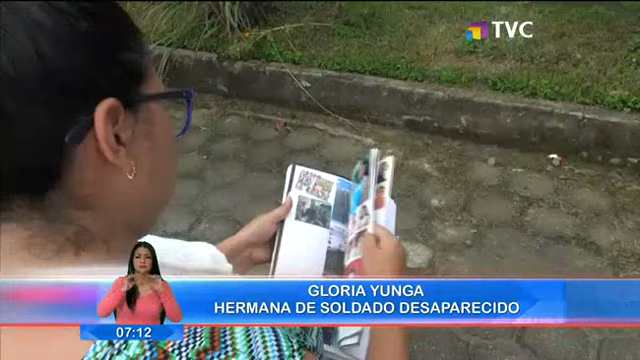 TVC
GLORIA YUNGA
HERMANA DE SOLDADO DESAPARECIDO
07:12